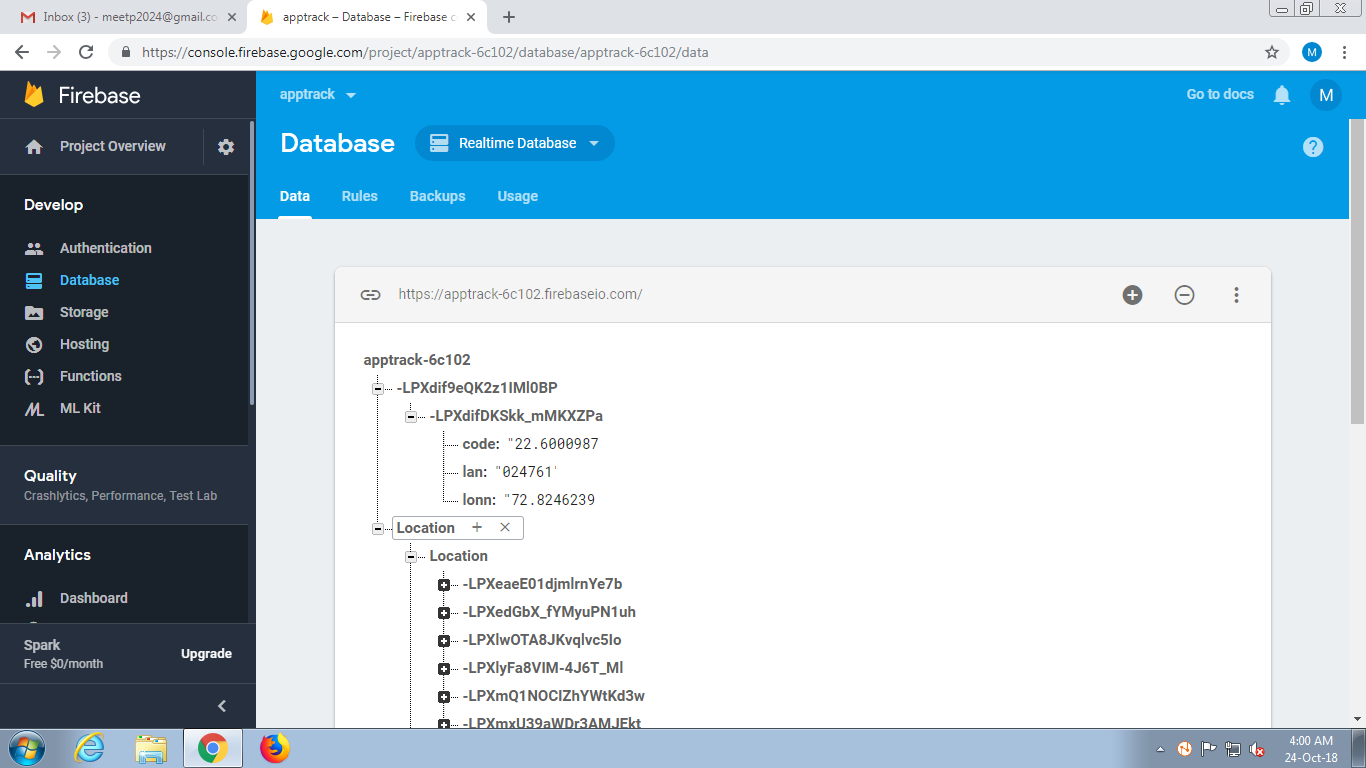 Inbox (3) - meetp2024@gmail.co
apptrack – Database – Firebase c
https://console.firebase.google.com/project/apptrack-6c102/database/apptrack-6c102/data
M
Firebase
apptrack
Go to docs
M
Project Overview
Database
Realtime Database
Data Rules Backups Usage
Develop
Authentication
Database
Storage
Hosting
Functions
ML Kit
Quality
Crashlytics, Performance, Test Lab
Analytics
Dashboard
Spark
Free $0/month
Upgrade
https://apptrack-6c102.firebaseio.com/
apptrack-6c102
-LPXdif9eQK2z1IMl0BP
-LPXdifDKSkk_mMKXZPa
code: "22.6000987
lan: "024761"
lonn: "72.8246239
Location
Location
-LPXeaeE01djmlrnYe7b
-LPXedGbX_fYMyuPN1uh
-LPXlwOTA8JKvqlvc5Io
-LPXlyFa8VIM-4J6T_Ml
-LPXmQ1NOCIZhYWtKd3w
-LPXmxU39aWDr3AMJEkt
4:00 AM
24-Oct-18